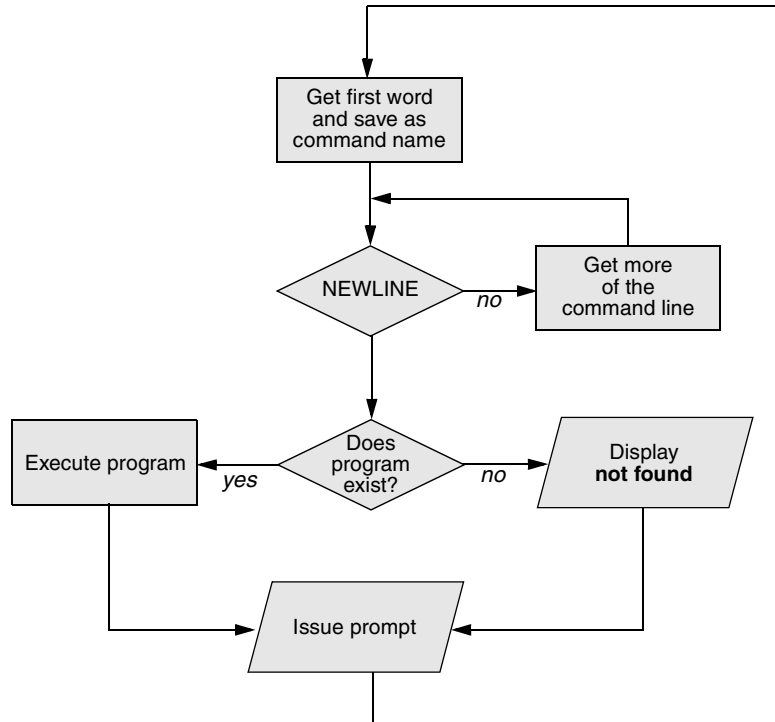 Get first word
and save as
command name
NEWLINE
no
Get more
of the
command line
Execute program
yes
Does
program
exist?
no
Display
not found
Issue prompt